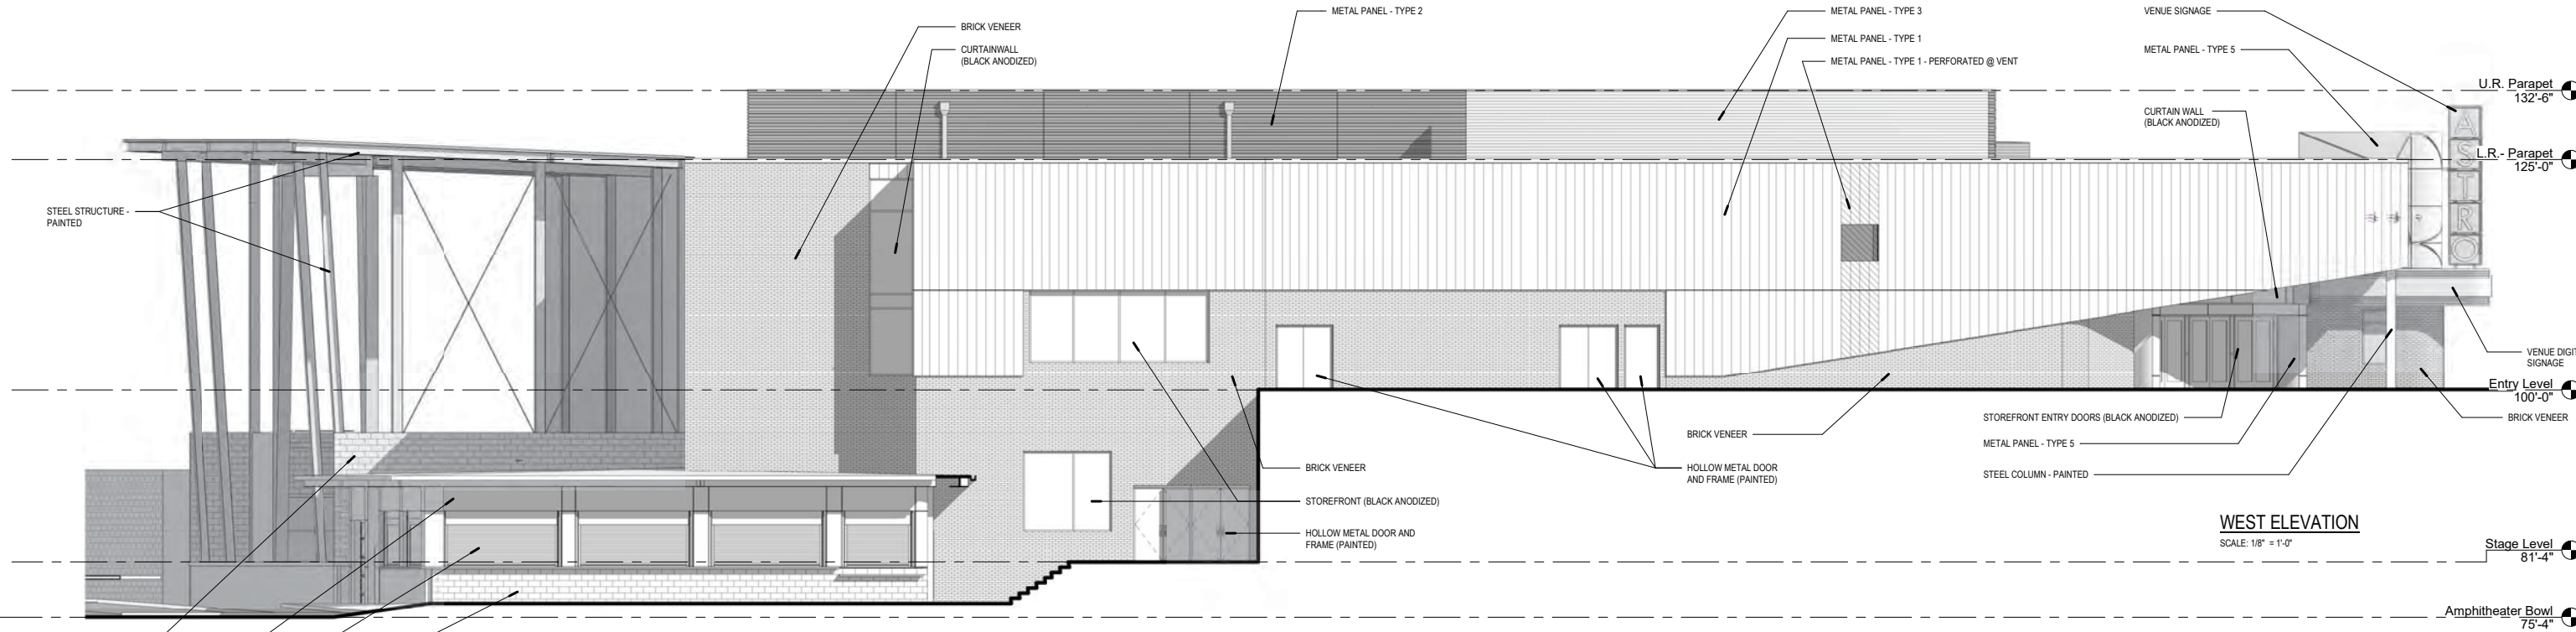 METAL PANEL - TYPE 2
METAL PANEL - TYPE 3
VENUE SIGNAGE
BRICK VENEER
METAL PANEL - TYPE 1
CURTAINWALL
(BLACK ANODIZED)
METAL PANEL - TYPE 5
METAL PANEL - TYPE 1 - PERFORATED @ VENT
U.R. Parapet
132'-6"
CURTAIN WALL
(BLACK ANODIZED)
ASTRO
L.R.- Parapet
125'-0"
STEEL STRUCTURE -
PAINTED
VENUE DIGIT
SIGNAGE
Entry Level
100'-0"
STOREFRONT ENTRY DOORS (BLACK ANODIZED)
BRICK VENEER
BRICK VENEER
METAL PANEL - TYPE 5
BRICK VENEER
HOLLOW METAL DOOR
AND FRAME (PAINTED)
STEEL COLUMN - PAINTED
STOREFRONT (BLACK ANODIZED)
HOLLOW METAL DOOR AND
FRAME (PAINTED)
WEST ELEVATION
SCALE: 1/8" = 1'-0"
Stage Level
81'-4"
Amphitheater Bowl
75'-4"